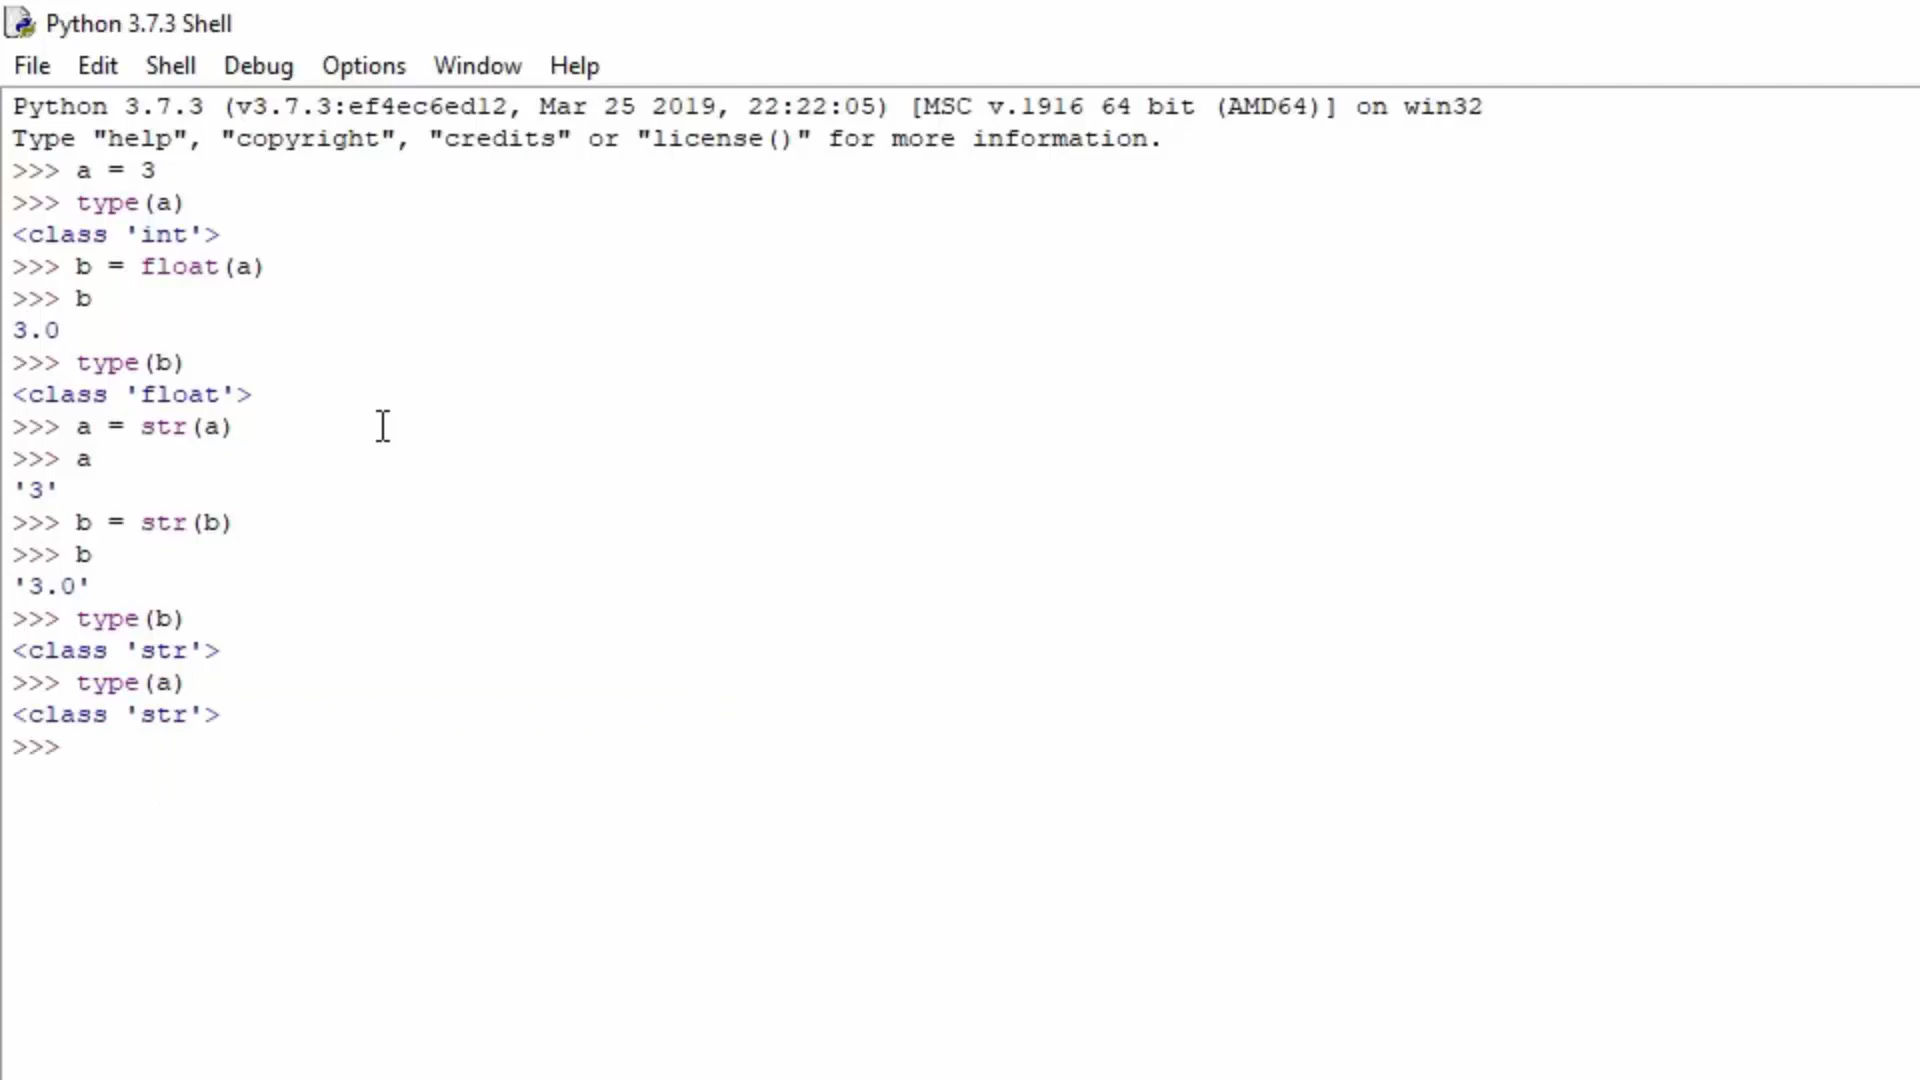 Python 3.7.3 Shell
File Edit Shell Debug Options Window Help
Python 3.7.3 (v3.7.3:ef4ec6ed12, Mar 25 2019, 22:22:05) [MSC v.1916 64 bit (AMD64)] on win32
Type "help", "copyright", "credits" or "license()" for more information.
>>> a = 3
>>> type(a)
<class 'int'>
>>> b = float(a)
>>> b
3.0
>>> type(b)
<class 'float'>
>>> a = str(a)
>>> a
'3'
>>> b = str(b)
>>> b
'3.0'
>>> type(b)
<class 'str'>
>>> type(a)
<class 'str'>
>>>